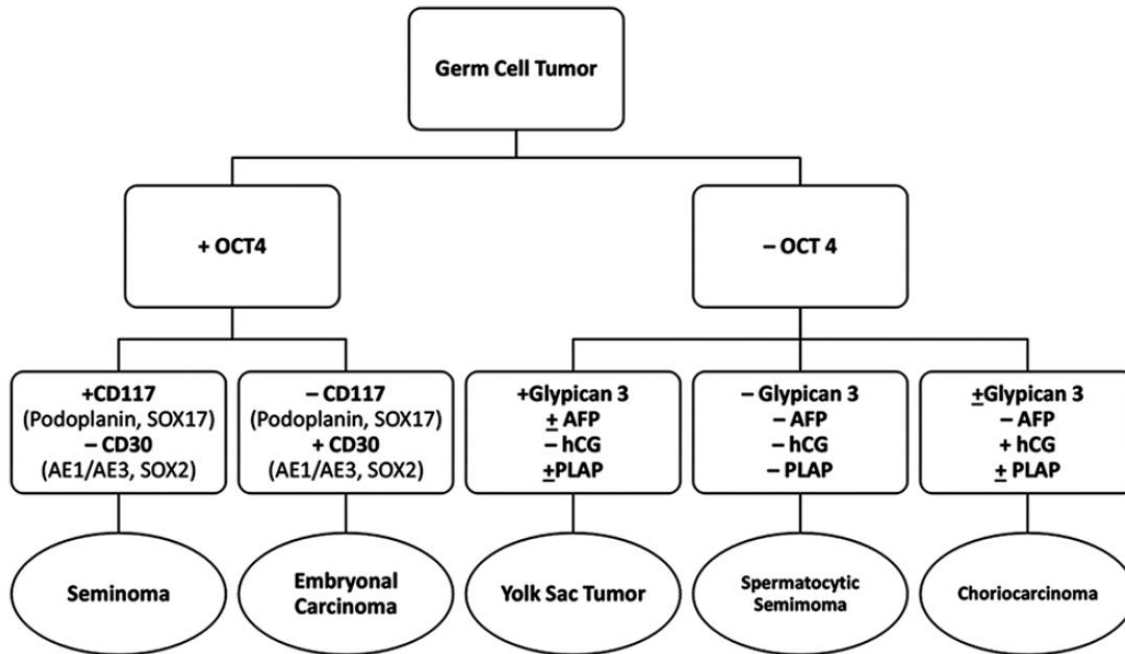 Germ Cell Tumor
+ OCT4
– OCT 4
+CD117
(Podoplanin, SOX17)
– CD30
(AE1/AE3, SOX2)
– CD117
(Podoplanin, SOX17)
+ CD30
(AE1/AE3, SOX2)
+Glypican 3
± AFP
– hCG
±PLAP
– Glypican 3
– AFP
– hCG
– PLAP
±Glypican 3
– AFP
+ hCG
± PLAP
Seminoma
Embryonal
Carcinoma
Yolk Sac Tumor
Spermatocytic
Semimoma
Choriocarcinoma